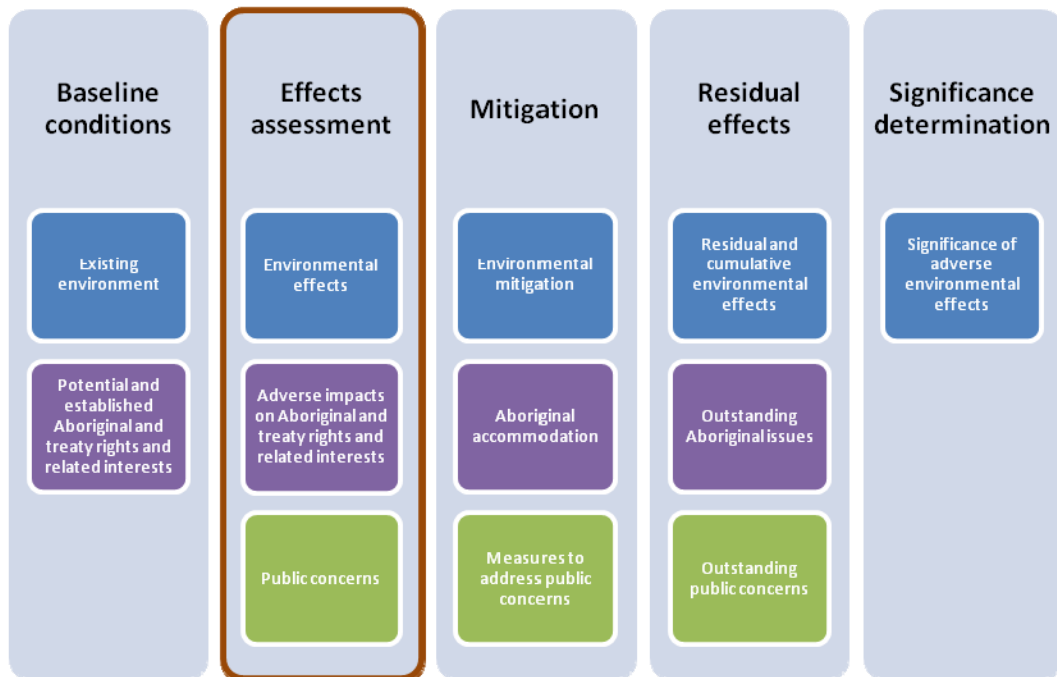 Baseline
conditions
Existing
environment
Potential and
established
Aboriginal and
treaty rights and
related interests
Effects
assessment
Environmental
effects
Adverse impacts
on Aboriginal and
treaty rights and
related interests
Public concerns
Mitigation
Environmental
mitigation
Aboriginal
accommodation
Measures to
address public
concerns
Residual
effects
Residual and
cumulative
environmental
effects
Outstanding
Aboriginal issues
Outstanding
public concerns
Significance
determination
Significance of
adverse
environmental
effects